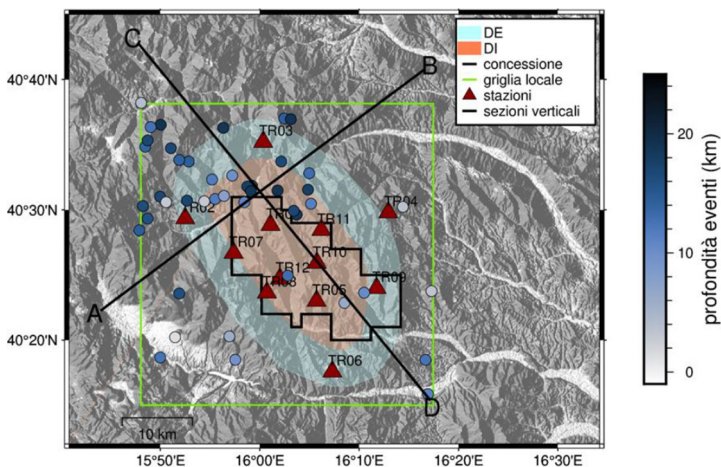 C
B
A
D
DE
DI
concessione
griglia locale
stazioni
sezioni verticali
40°40'N
40°30'N
40°20'N
TR03
TR04
TR02
TR11
TR07
TR10
TR12
TR09
TR05
TR06
10 km
15°50'E
16°00'E
16°10'E
16°20'E
16°30'E
20
10
0
profondità eventi (km)